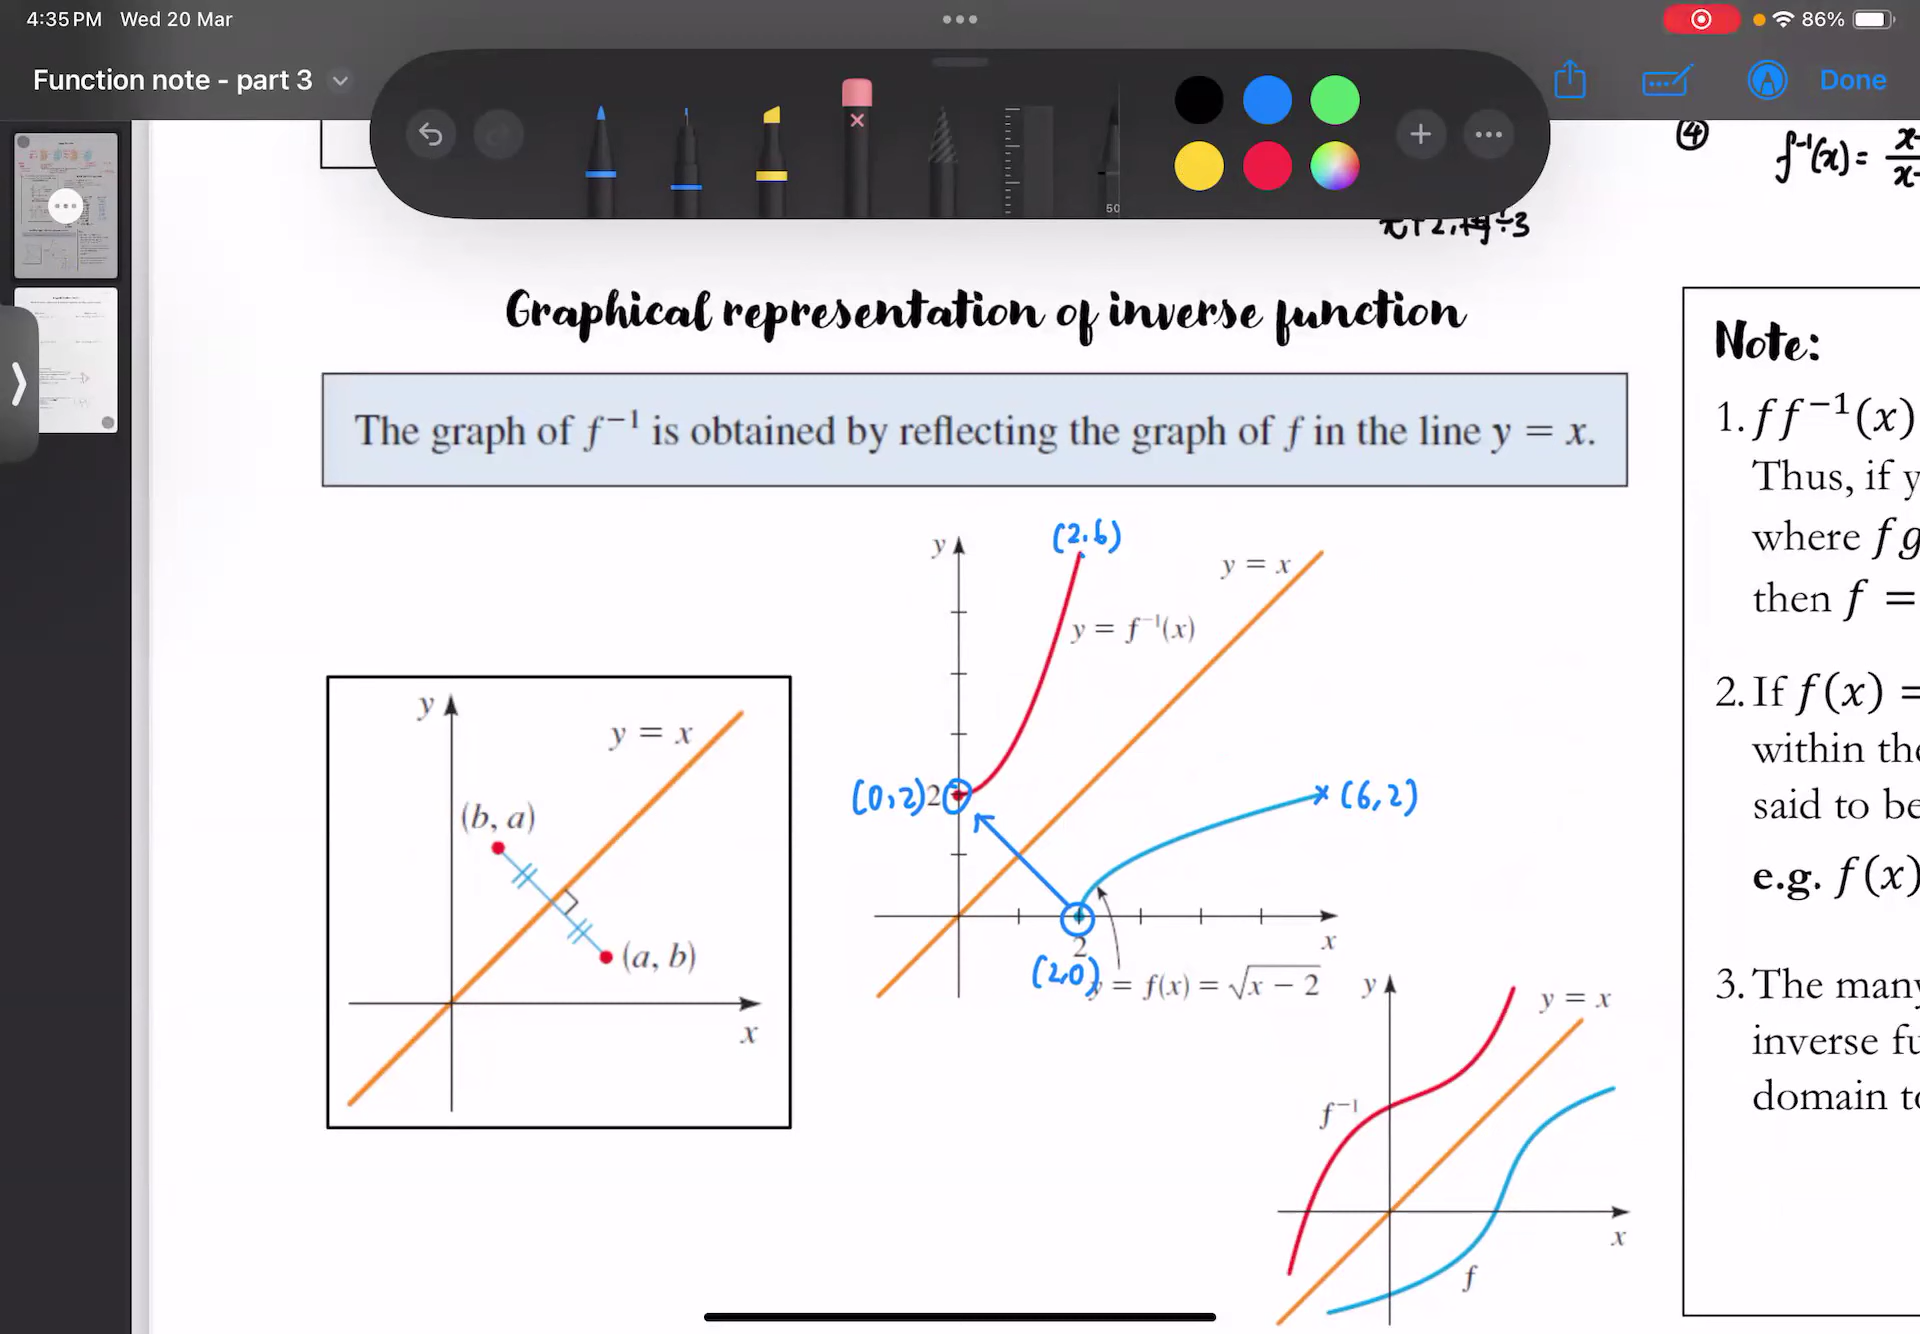 4:35 PM Wed 20 Mar
86%
Function note - part 3
Done
50
④ f⁻¹(x) =
Graphical representation of inverse function
The graph of f⁻¹ is obtained by reflecting the graph of f in the line y = x.
y
y = x
(b, a)
(a, b)
x
y
(2.6)
y = x
y = f⁻¹(x)
(0,2) 2
(6,2)
2
x
(2,0)
= f(x) = √x − 2
y
y = x
f⁻¹
x
f
Note:
1. ff⁻¹(x)
Thus, if y
where fg
then f =
2. If f(x) =
within the
said to be
e.g. f(x)
3. The many
inverse fu
domain to